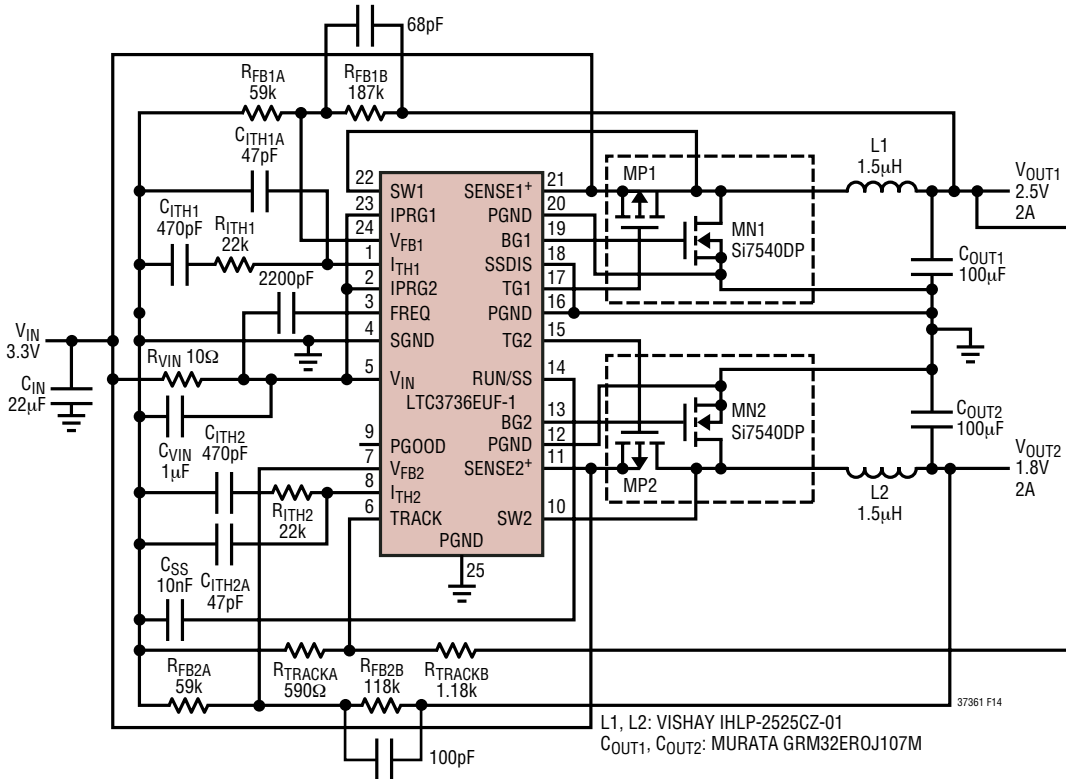 68pF
RFB1A
59k
RFB1B
187k
CITH1A
47pF
CITH1
470pF
RITH1
22k
2200pF
VIN
3.3V
CIN
22µF
RVIN 10Ω
CVIN
1µF
CITH2
470pF
RITH2
22k
CITH2A
47pF
CSS
10nF
RFB2A
59k
RTRACKA
590Ω
RFB2B
118k
RTRACKB
1.18k
100pF
22 SW1
23 IPRG1
24 VFB1
1 ITH1
2 IPRG2
3 FREQ
4 SGND
5 VIN
LTC3736EUF-1
9 PGOOD
7 VFB2
8 ITH2
6 TRACK
PGND
25
SENSE1+ 21
PGND 20
BG1 19
SSDIS 18
TG1 17
PGND 16
TG2 15
RUN/SS 14
BG2 13
PGND 12
SENSE2+ 11
SW2 10
MP1
MN1
Si7540DP
MN2
Si7540DP
MP2
L1
1.5µH
VOUT1
2.5V
2A
COUT1
100µF
COUT2
100µF
VOUT2
1.8V
2A
L2
1.5µH
37361 F14
L1, L2: VISHAY IHLP-2525CZ-01
COUT1, COUT2: MURATA GRM32EROJ107M